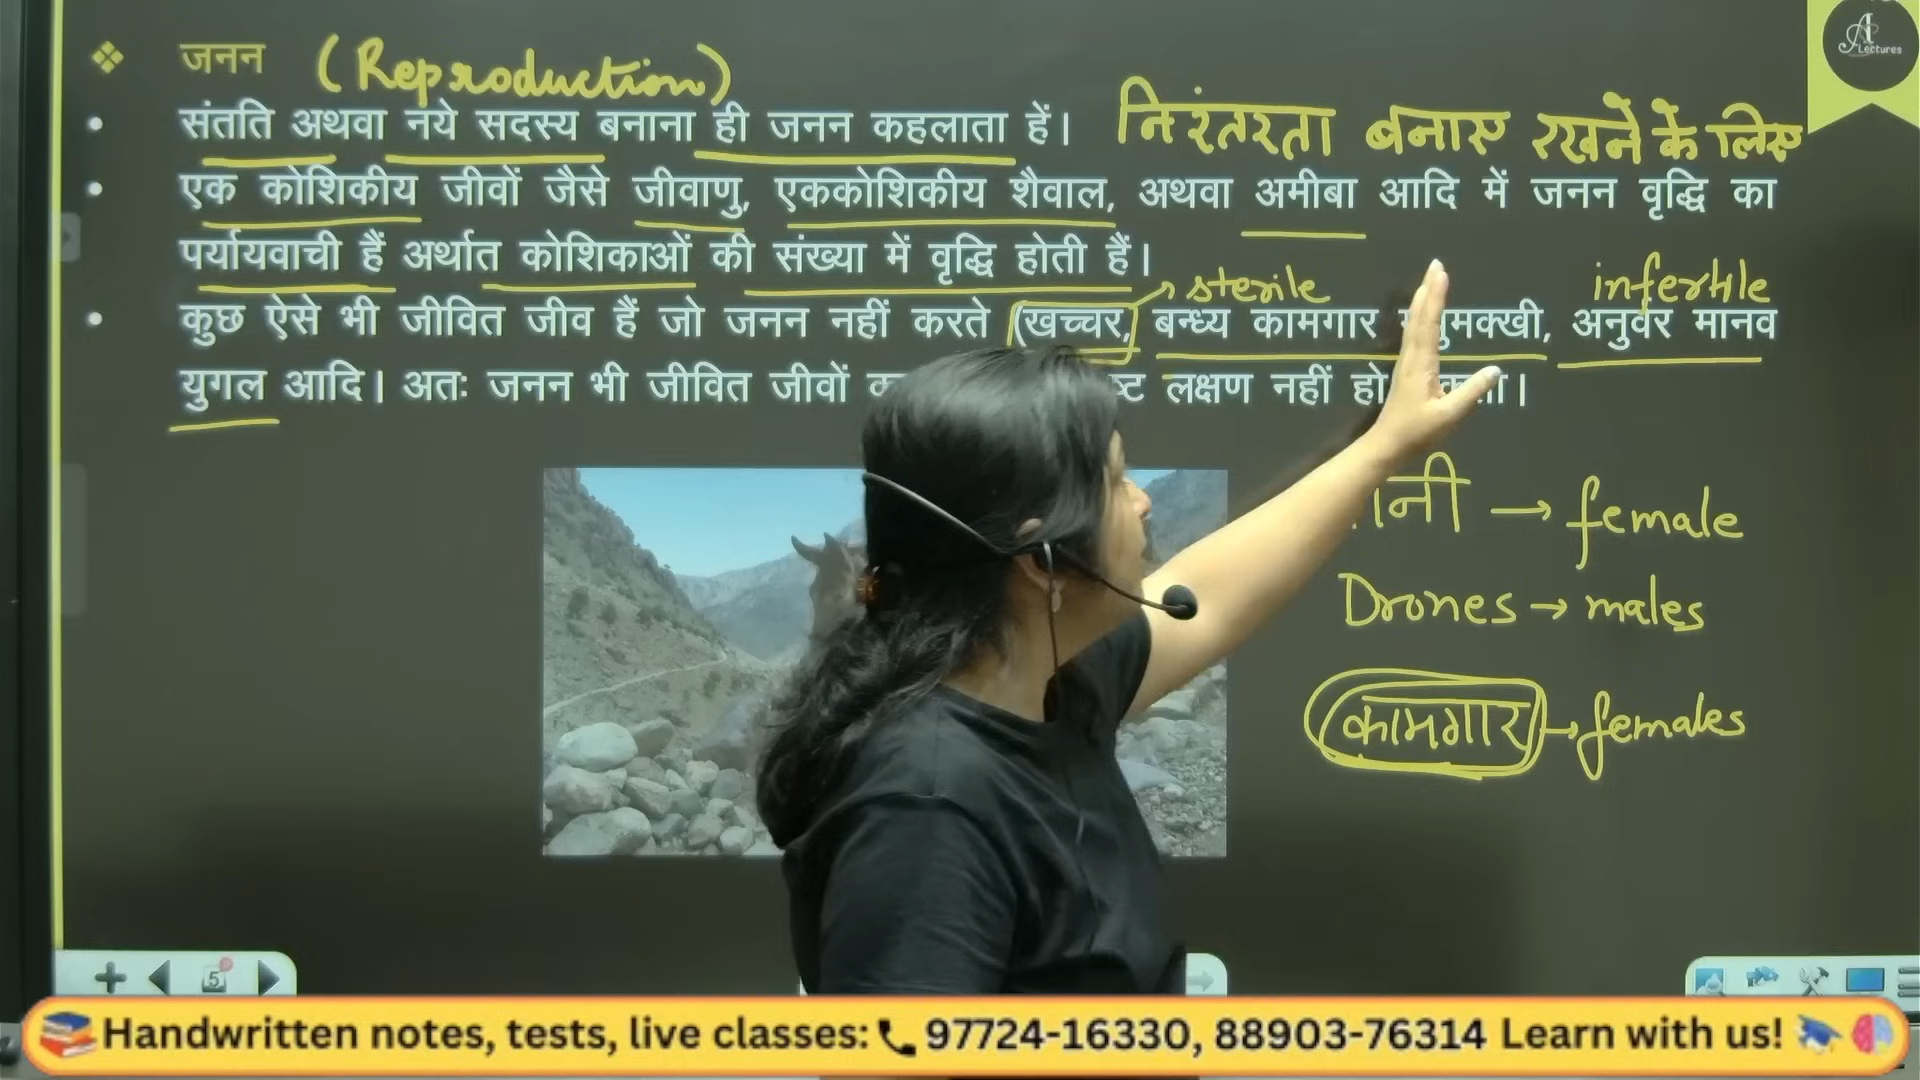 ❖ जनन (Reproduction)
• संतति अथवा नये सदस्य बनाना ही जनन कहलाता हें। निरंतरता बनाए रखने के लिए
• एक कोशिकीय जीवों जैसे जीवाणु, एककोशिकीय शैवाल, अथवा अमीबा आदि में जनन वृद्धि का
पर्यायवाची हैं अर्थात कोशिकाओं की संख्या में वृद्धि होती हैं।
sterile infertile
• कुछ ऐसे भी जीवित जीव हैं जो जनन नहीं करते (खच्चर, बन्ध्य कामगार अनुवर मानव
युगल आदि। अतः जनन भी जीवित जीवों लक्षण नहीं हो
→ female
Drones → males
कामगार → females
A Lectures
5
Handwritten notes, tests, live classes: 97724-16330, 88903-76314 Learn with us!